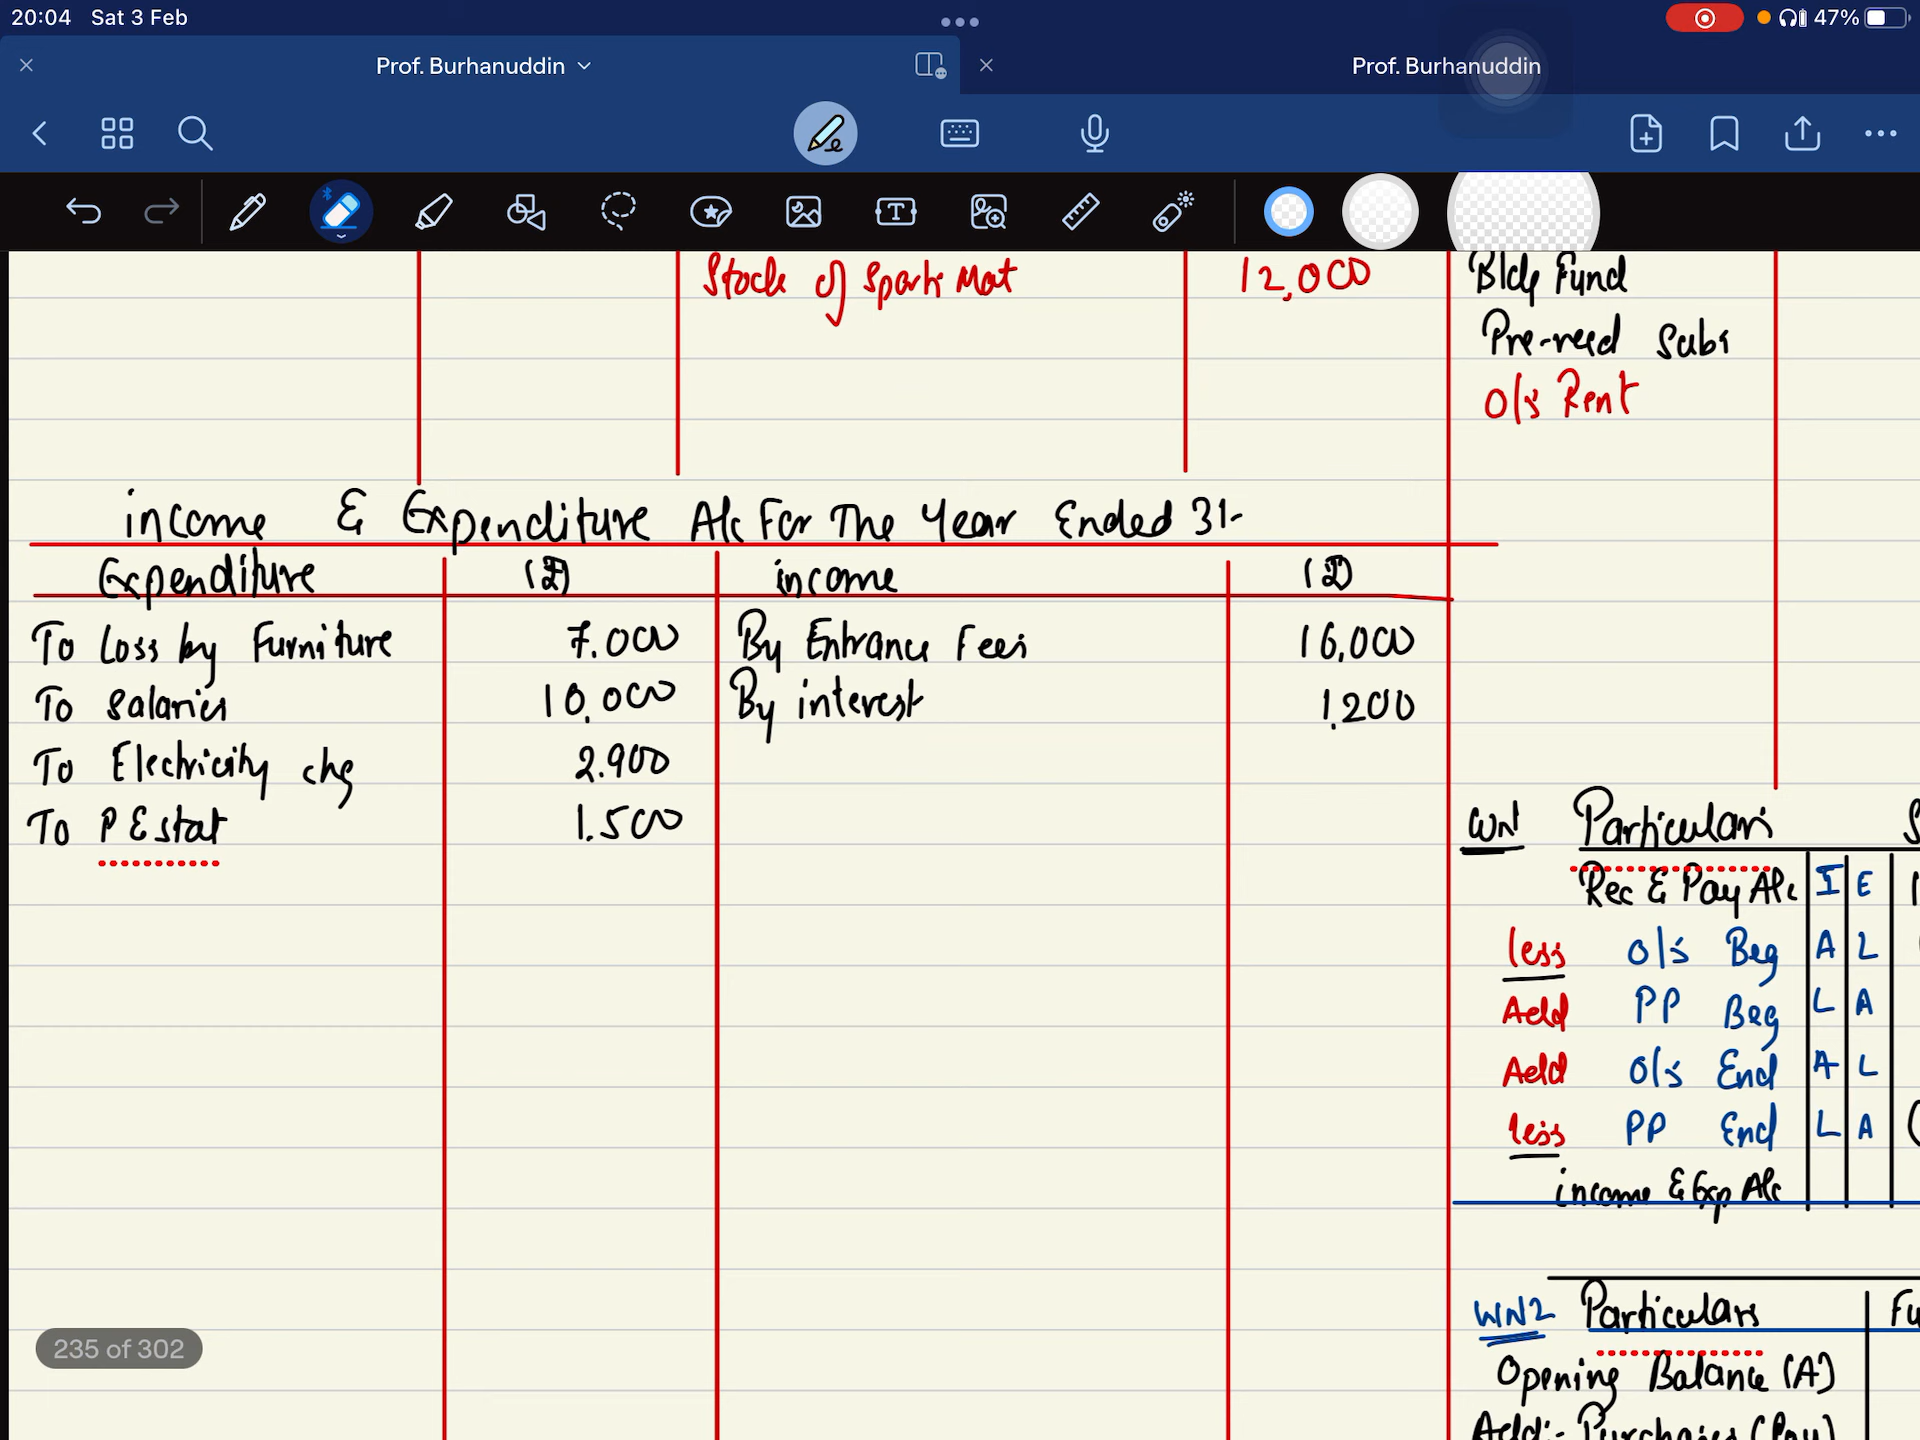 20:04 Sat 3 Feb
47%
Prof. Burhanuddin
Prof. Burhanuddin
Stock of Sports Mat 12,000
Bldg Fund
Pre-recd Subs
O/s Rent
income & Expenditure A/c For The Year Ended 31-
Expenditure
income
To Loss by Furniture 7.000 By Entrance Fees 16,000
To Salaries 10,000 By interest 1.200
To Electricity chg 2.900
To P & stat 1.500
WN1 Particulars
Rec & Pay A/c I E
less O/s Beg A L
Add PP Beg L A
Add O/s End A L
less PP End L A
income & Exp A/c
WN2 Particulars Fu
Opening Balance (A)
Add:- Purchases (Pay)
235 of 302